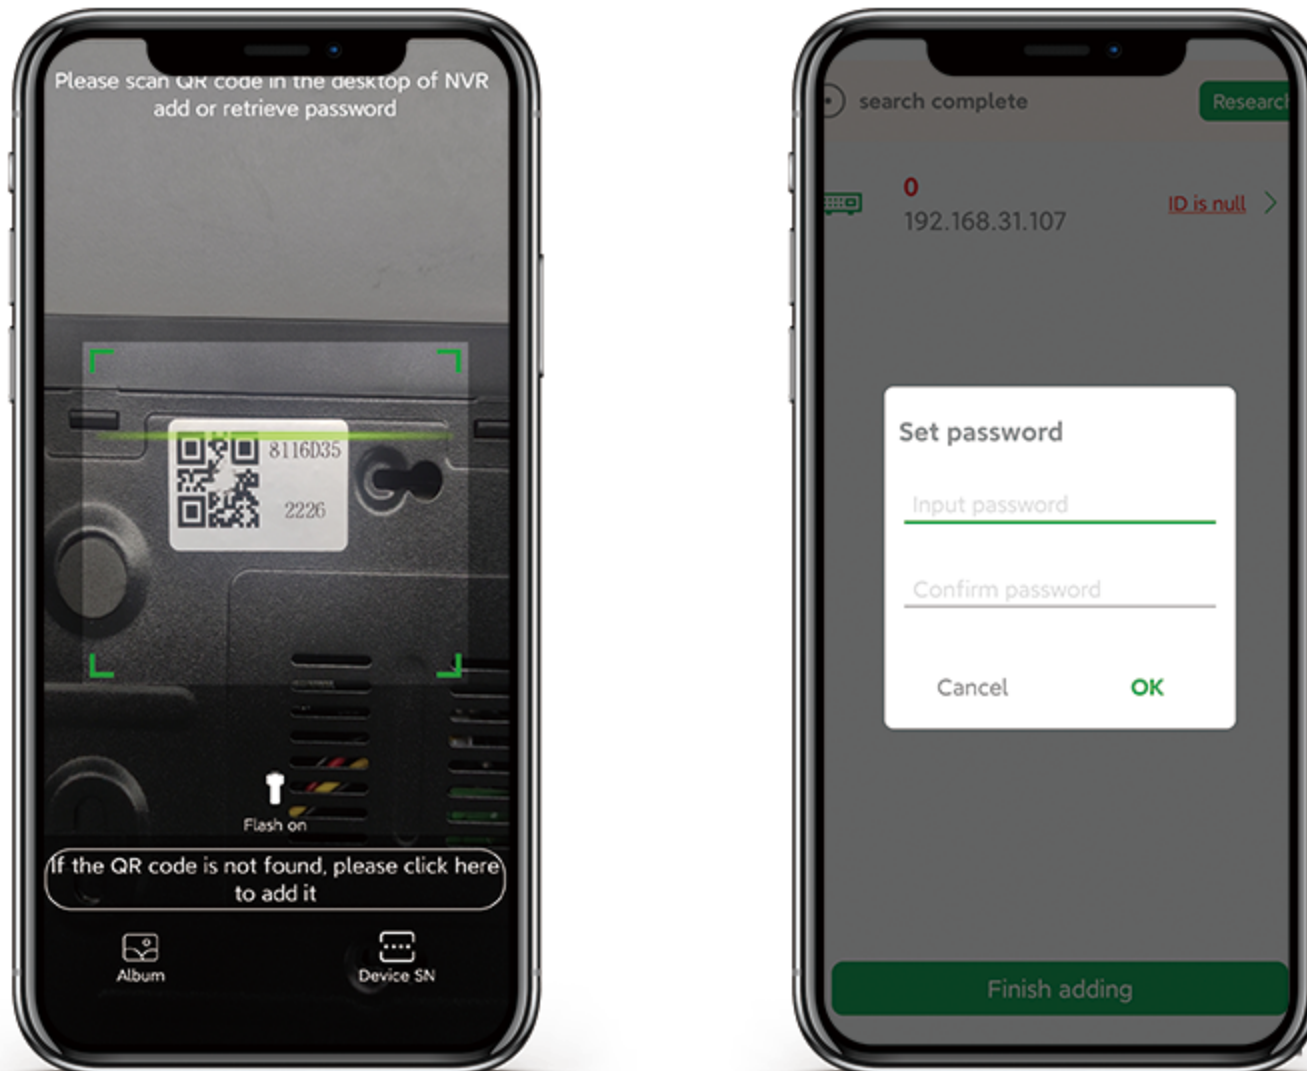 Please scan QR code in the desktop of NVR
add or retrieve password
8116D35
2226
Flash on
If the QR code is not found, please click here
to add it
Album
Device SN
search complete
Research
0
192.168.31.107
ID is null
Set password
Input password
Confirm password
Cancel
OK
Finish adding